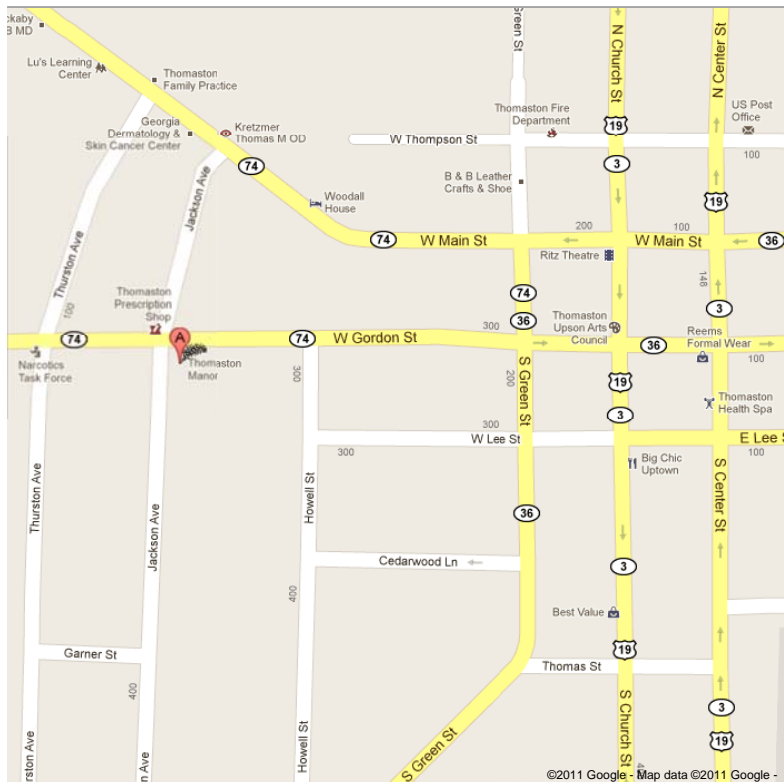 ckaby
B MD
Lu's Learning
Center
Thomaston
Family Practice
Georgia
Dermatology &
Skin Cancer Center
Kretzmer
Thomas M OD
74
Woodall
House
Jackson Ave
Thurston Ave
100
Green St
N Church St
N Center St
Thomaston Fire
Department
19
US Post
Office
W Thompson St
100
3
B & B Leather
Crafts & Shoe
19
200
100
74
W Main St
W Main St
36
Ritz Theatre
148
74
3
Thomaston
Prescription
Shop
A
74
74
W Gordon St
300
36
Thomaston
Upson Arts
Council
36
Reems
Formal Wear
100
Narcotics
Task Force
Thomaston
Manor
300
200
S Green St
19
Thomaston
Health Spa
3
300
W Lee St
300
E Lee S
100
Big Chic
Uptown
Thurston Ave
Jackson Ave
Howell St
36
S Center St
Cedarwood Ln
3
400
Best Value
19
Garner St
Thomas St
400
Howell St
S Green St
S Church St
3
19
rston Ave
n Ave
©2011 Google - Map data ©2011 Google -